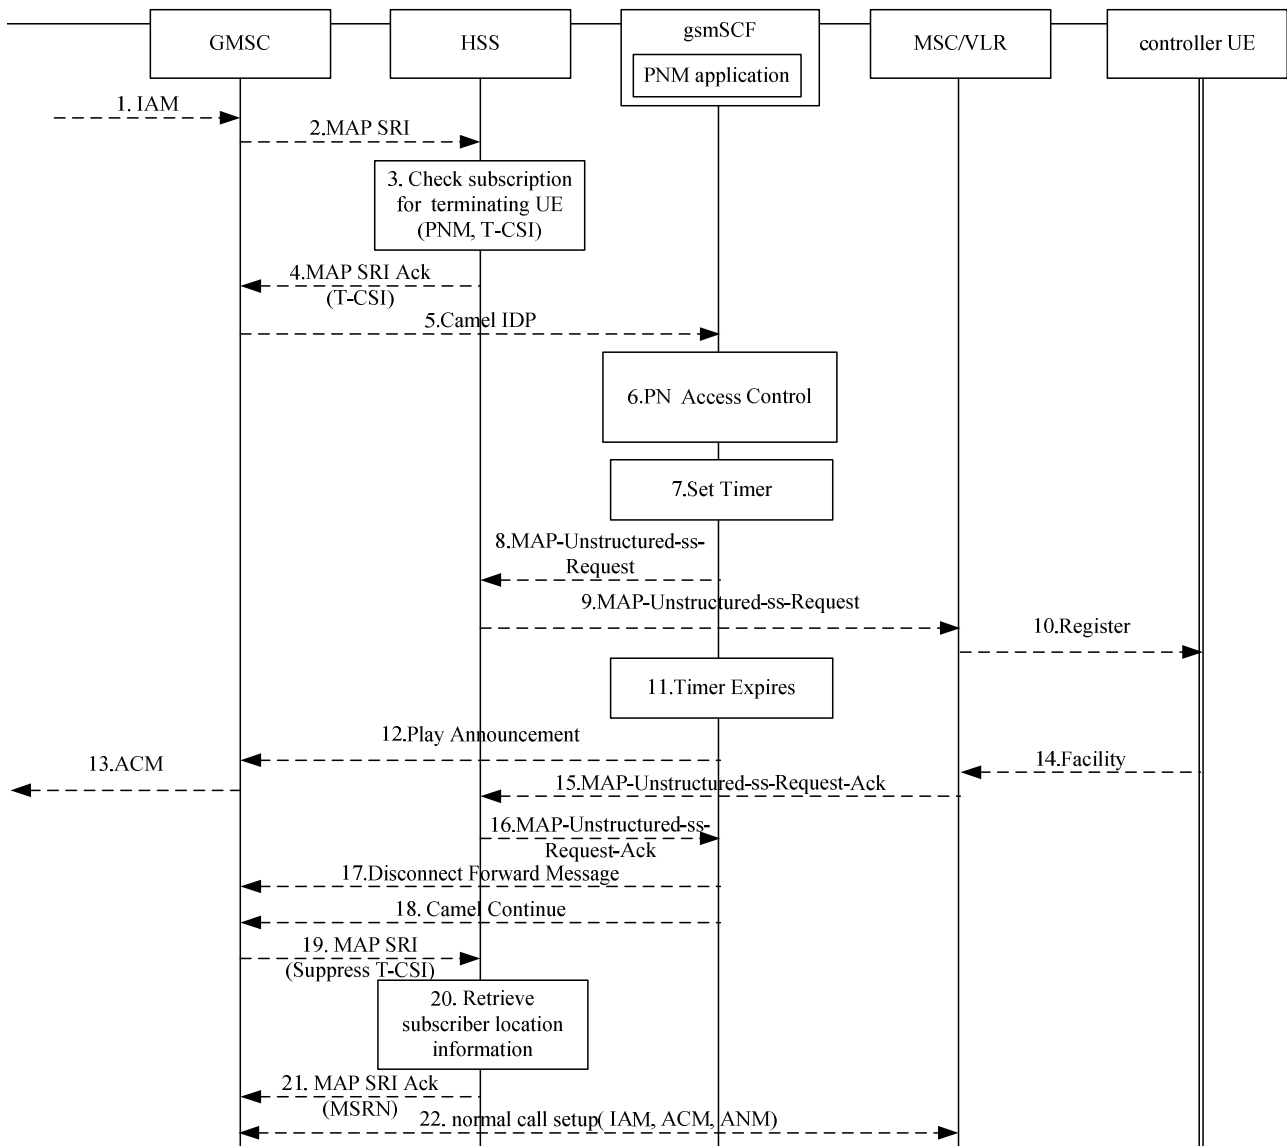 GMSC
HSS
gsmSCF
PNM application
MSC/VLR
controller UE
1. IAM
2.MAP SRI
3. Check subscription
for terminating UE
(PNM, T-CSI)
4.MAP SRI Ack
(T-CSI)
5.Camel IDP
6.PN Access Control
7.Set Timer
8.MAP-Unstructured-ss-
Request
9.MAP-Unstructured-ss-Request
10.Register
11.Timer Expires
12.Play Announcement
13.ACM
14.Facility
15.MAP-Unstructured-ss-Request-Ack
16.MAP-Unstructured-ss-
Request-Ack
17.Disconnect Forward Message
18. Camel Continue
19. MAP SRI
(Suppress T-CSI)
20. Retrieve
subscriber location
information
21. MAP SRI Ack
(MSRN)
22. normal call setup( IAM, ACM, ANM)